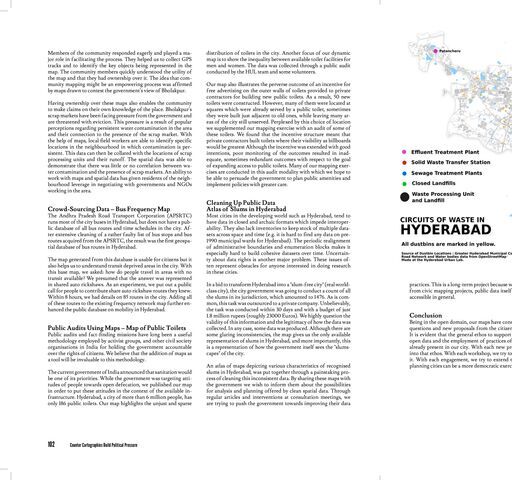 Members of the community responded eagerly and played a ma-
jor role in facilitating the process. They helped us to collect GPS
tracks and to identify the key objects being represented in the
map. The community members quickly understood the utility of
the map and that they had ownership over it. The idea that com-
munity mapping might be an empowering process was affirmed
by maps drawn to contest the government's view of Bholakpur.
Having ownership over these maps also enables the community
to make claims on their own knowledge of the place. Bholakpur's
scrap markets have been facing pressure from the government and
are threatened with eviction. This pressure is a result of popular
perceptions regarding persistent water contamination in the area
and their connection to the presence of the scrap market. With
the help of maps, local field workers are able to identify specific
locations in the neighbourhood in which contamination is per-
sistent. This data can then be collated with the locations of scrap
processing units and their runoff. The spatial data was able to
demonstrate that there was little or no correlation between wat-
er contamination and the presence of scrap markets. An ability to
work with maps and spatial data has given residents of the neigh-
bourhood leverage in negotiating with governments and NGOs
working in the area.
Crowd-Sourcing Data – Bus Frequency Map
The Andhra Pradesh Road Transport Corporation (APSRTC)
runs most of the city buses in Hyderabad, but does not have a pub-
lic database of all bus routes and time schedules in the city. Af-
ter extensive cleaning of a rather faulty list of bus stops and bus
routes acquired from the APSRTC, the result was the first geospa-
tial database of bus routes in Hyderabad.
The map generated from this database is usable for citizens but it
also helps us to understand transit deprived areas in the city. With
this base map, we asked: how do people travel in areas with no
transit available? We presumed that the answer was represented
in shared auto rickshaws. As an experiment, we put out a public
call for people to contribute share auto rickshaw routes they knew.
Within 8 hours, we had details on 88 routes in the city. Adding all
of these routes to the existing frequency network map further en-
hanced the public database on mobility in Hyderabad.
Public Audits Using Maps – Map of Public Toilets
Public audits and fact finding missions have long been a useful
methodology employed by activist groups, and other civil society
organisations in India for holding the government accountable
over the rights of citizens. We believe that the addition of maps as
a tool will be invaluable to this methodology.
The current government of India announced that sanitation would
be one of its priorities. While the government was targeting atti-
tudes of people towards open defecation, we published our map
in order to put these attitudes in the context of the available in-
frastructure. Hyderabad, a city of more than 6 million people, has
only 186 public toilets. Our map highlights the unjust and sparse
102 Counter Cartographies Build Political Pressure
distribution of toilets in the city. Another focus of our dynamic
map is to show the inequality between available toilet facilities for
men and women. The data was collected through a public audit
conducted by the HUL team and some volunteers.
Our map also illustrates the perverse outcome of an incentive for
free advertising on the outer walls of toilets provided to private
contractors for building new public toilets. As a result, 50 new
toilets were constructed. However, many of them were located at
squares which were already served by a public toilet, sometimes
they were built just adjacent to old ones, while leaving many ar-
eas of the city still unserved. Perplexed by this choice of location
we supplemented our mapping exercise with an audit of some of
these toilets. We found that the incentive structure meant that
private contractors built toilets where their visibility as billboards
would be greatest. Although the incentive was extended with good
intentions, poor monitoring of the outcomes resulted in inad-
equate, sometimes redundant outcomes with respect to the goal
of expanding access to public toilets. Many of our mapping exer-
cises are conducted in this audit modality with which we hope to
be able to persuade the government to plan public amenities and
implement policies with greater care.
Cleaning Up Public Data
Atlas of Slums in Hyderabad
Most cities in the developing world such as Hyderabad, tend to
have data in closed and archaic formats which impede interoper-
ability. They also lack inventories to keep stock of multiple data-
sets across space and time (e.g. it is hard to find any data on pre-
1990 municipal wards for Hyderabad). The periodic realignment
of administrative boundaries and enumeration blocks makes it
especially hard to build cohesive datasets over time. Uncertain-
ty about data rights is another major problem. These issues of-
ten represent obstacles for anyone interested in doing research
in these cities.
In a bid to transform Hyderabad into a "slum-free city" (real world-
class city), the city government was going to conduct a count of all
the slums in its jurisdiction, which amounted to 1476. As is com-
mon, this task was outsourced to a private company. Unbelievably,
the task was conducted within 30 days and with a budget of just
1.8 million rupees (roughly 23000 Euros). We highly question the
validity of this information and the legitimacy of how the data was
collected. In any case, some data was produced. Although there are
some glaring inconsistencies, the map gives us the only available
representation of slums in Hyderabad; and more importantly, this
is a representation of how the government itself sees the "slums-
capes" of the city.
An atlas of maps depicting various characteristics of recognised
slums in Hyderabad, was put together through a painstaking pro-
cess of cleaning this inconsistent data. By sharing these maps with
the government we wish to inform them about the possibilities
for analysis and planning offered by clean spatial data. Through
regular articles and interventions at consultation meetings, we
are trying to push the government towards improving their data
Patancheru
Effluent Treatment Plant
Solid Waste Transfer Station
Sewage Treatment Plants
Closed Landfills
Waste Processing Unit
and Landfill
CIRCUITS OF WASTE IN
HYDERABAD
All dustbins are marked in yellow.
Source of Dustbin Locations : Greater Hyderabad Municipal C
Road Network and Water bodies data from OpenStreetMap
Made at the Hyderabad Urban Lab.
practices. This is a long-term project because w
from civic mapping projects, public data itself
accessible in general.
Conclusion
Being in the open domain, our maps have creat
questions and new proposals from the citizens
It is evident that the general ethos to support
open data and the employment of practices of
already present in our city. With each new pr
into that ethos. With each workshop, we try to
it. With each engagement, we try to extend e
planning cities can be a more democratic exerc